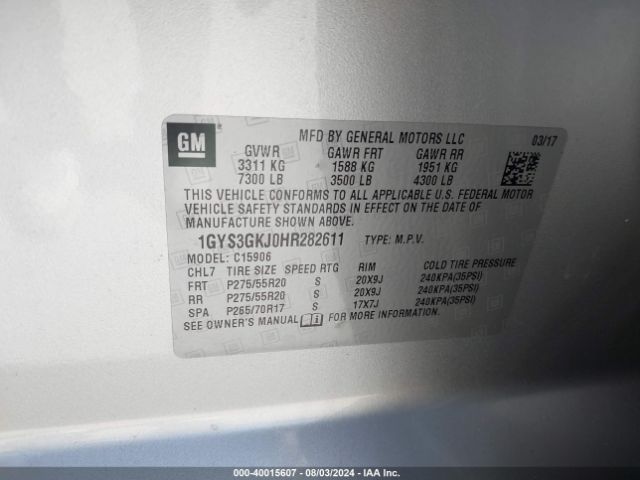 GM
MFD BY GENERAL MOTORS LLC 03/17
GVWR GAWR FRT GAWR RR
3311 KG 1588 KG 1951 KG
7300 LB 3500 LB 4300 LB
THIS VEHICLE CONFORMS TO ALL APPLICABLE U.S. FEDERAL MOTOR
VEHICLE SAFETY STANDARDS IN EFFECT ON THE DATE OF
MANUFACTURE SHOWN ABOVE.
1GYS3GKJ0HR282611 TYPE: M.P.V.
MODEL: C15906
CHL7 TIRE SIZE SPEED RTG RIM COLD TIRE PRESSURE
FRT P275/55R20 S 20X9J 240KPA(35PSI)
RR P275/55R20 S 20X9J 240KPA(35PSI)
SPA P265/70R17 S 17X7J 240KPA(35PSI)
SEE OWNER'S MANUAL FOR MORE INFORMATION.
000-40015607 - 08/03/2024 - IAA Inc.